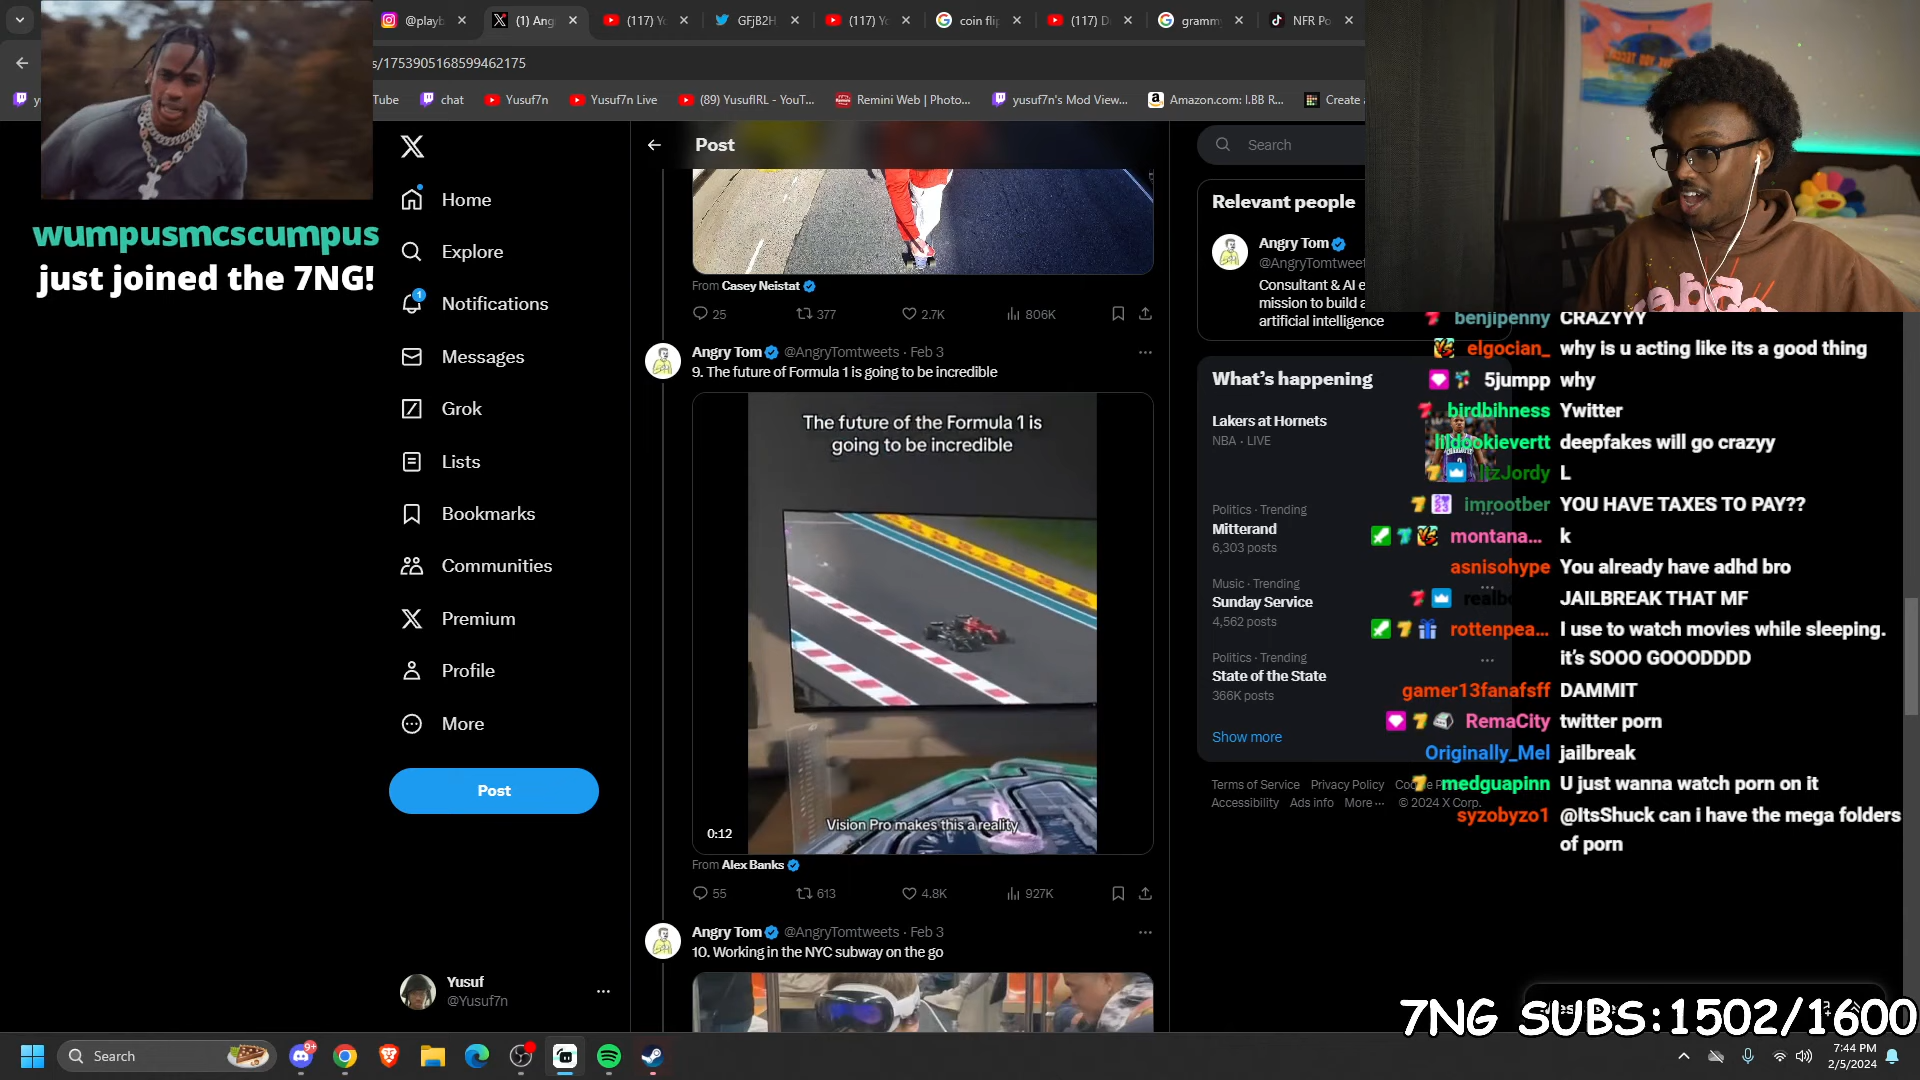 @playb
(1) Ang
(117) Yo
GFjB2H
(117) Yo
coin flip
(117) D
gramm
NFR Po
s/1753905168599462175
Tube
chat
Yusuf7n
Yusuf7n Live
(89) YusufIRL - YouT...
Remini Web | Photo...
yusuf7n's Mod View...
Amazon.com: I.BB R...
Create
wumpusmcscumpus
just joined the 7NG!
Home
Explore
1
Notifications
Messages
Grok
Lists
Bookmarks
Communities
Premium
Profile
More
Post
Yusuf
@Yusuf7n
Post
From Casey Neistat
25
377
2.7K
806K
Angry Tom @AngryTomtweets · Feb 3
9. The future of Formula 1 is going to be incredible
The future of the Formula 1 is
going to be incredible
Vision Pro makes this a reality
0:12
From Alex Banks
55
613
4.8K
927K
Angry Tom @AngryTomtweets · Feb 3
10. Working in the NYC subway on the go
Search
Relevant people
Angry Tom
@AngryTomtweet
Consultant & AI e
mission to build a
artificial intelligence
What's happening
Lakers at Hornets
NBA · LIVE
Politics · Trending
Mitterand
6,303 posts
Music · Trending
Sunday Service
4,562 posts
Politics · Trending
State of the State
366K posts
Show more
Terms of Service Privacy Policy
Accessibility Ads info More ··· © 2024 X Corp.
benjipenny CRAZYYY
elgocian_ why is u acting like its a good thing
5jumpp why
birdbihness Ywitter
lildookievertt deepfakes will go crazyy
ItzJordy L
imrootber YOU HAVE TAXES TO PAY??
montana... k
asnisohype You already have adhd bro
JAILBREAK THAT MF
rottenpea... I use to watch movies while sleeping.
it's SOOO GOOODDDD
gamer13fanafsff DAMMIT
RemaCity twitter porn
Originally_Mel jailbreak
medguapinn U just wanna watch porn on it
syzobyzo1 @ItsShuck can i have the mega folders
of porn
7NG SUBS:1502/1600
Search
9+
7:44 PM
2/5/2024